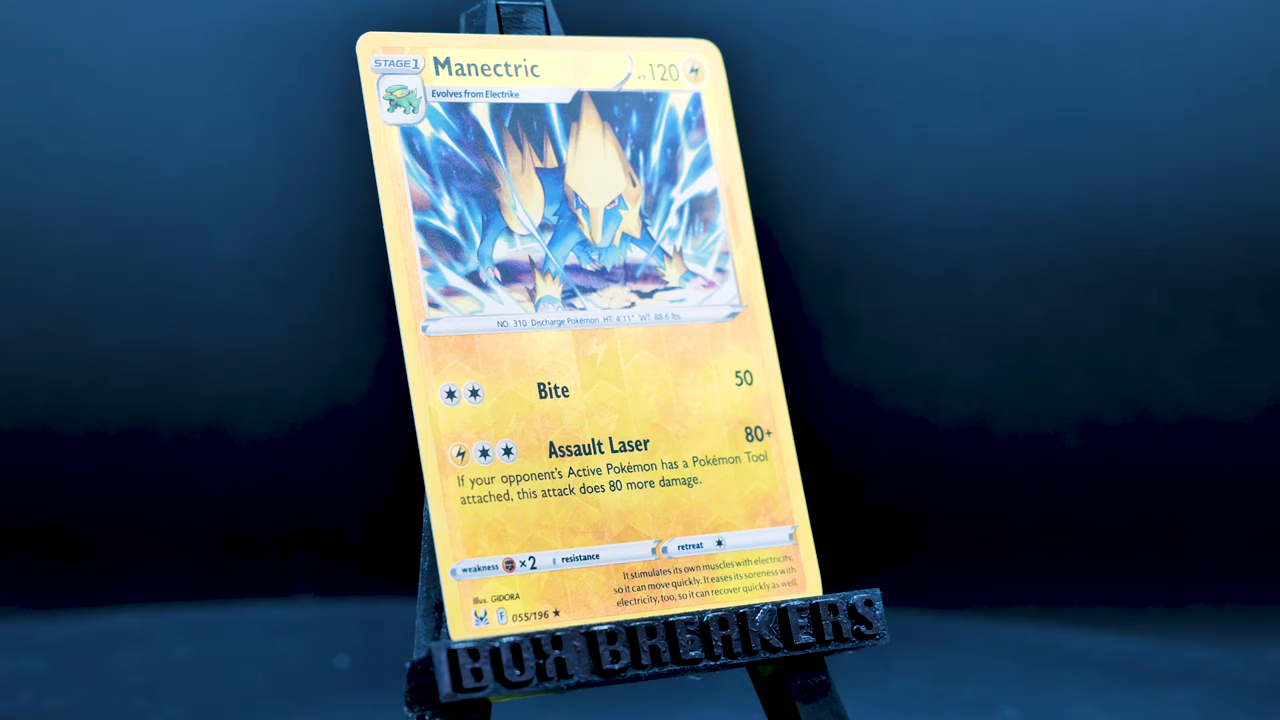 STAGE1
Manectric
HP 120
Evolves from Electrike
NO. 310 Discharge Pokémon HT. 4'11" WT. 88.6 lbs.
Bite 50
Assault Laser 80+
If your opponent's Active Pokémon has a Pokémon Tool
attached, this attack does 80 more damage.
weakness ×2 resistance retreat
It stimulates its own muscles with electricity,
so it can move quickly. It eases its soreness with
electricity, too, so it can recover quickly as well.
Illus. GIDORA
F 055/196 ★
BOX BREAKERS